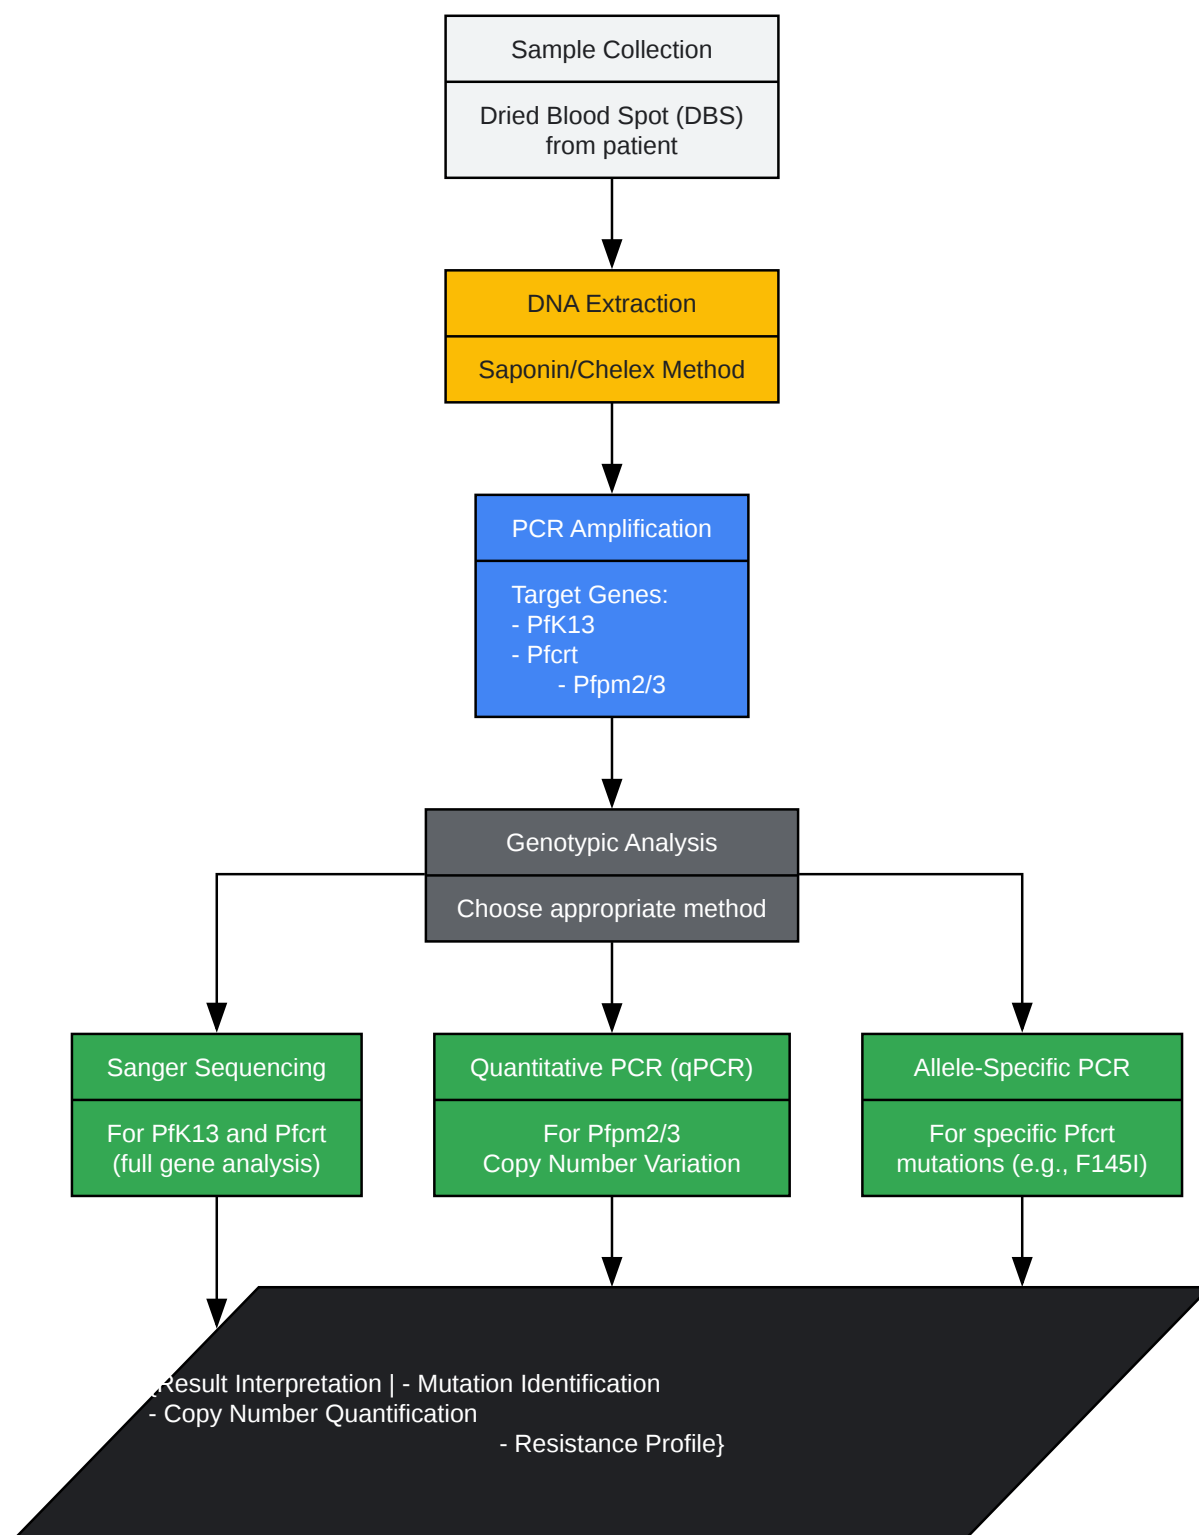 Sample Collection
Dried Blood Spot (DBS)
from patient
DNA Extraction
Saponin/Chelex Method
PCR Amplification
Target Genes:
- PfK13
- Pfcrt
- Pfpm2/3
Genotypic Analysis
Choose appropriate method
Sanger Sequencing
For PfK13 and Pfcrt
(full gene analysis)
Quantitative PCR (qPCR)
For Pfpm2/3
Copy Number Variation
Allele-Specific PCR
For specific Pfcrt
mutations (e.g., F145I)
{Result Interpretation | - Mutation Identification
- Copy Number Quantification
- Resistance Profile}